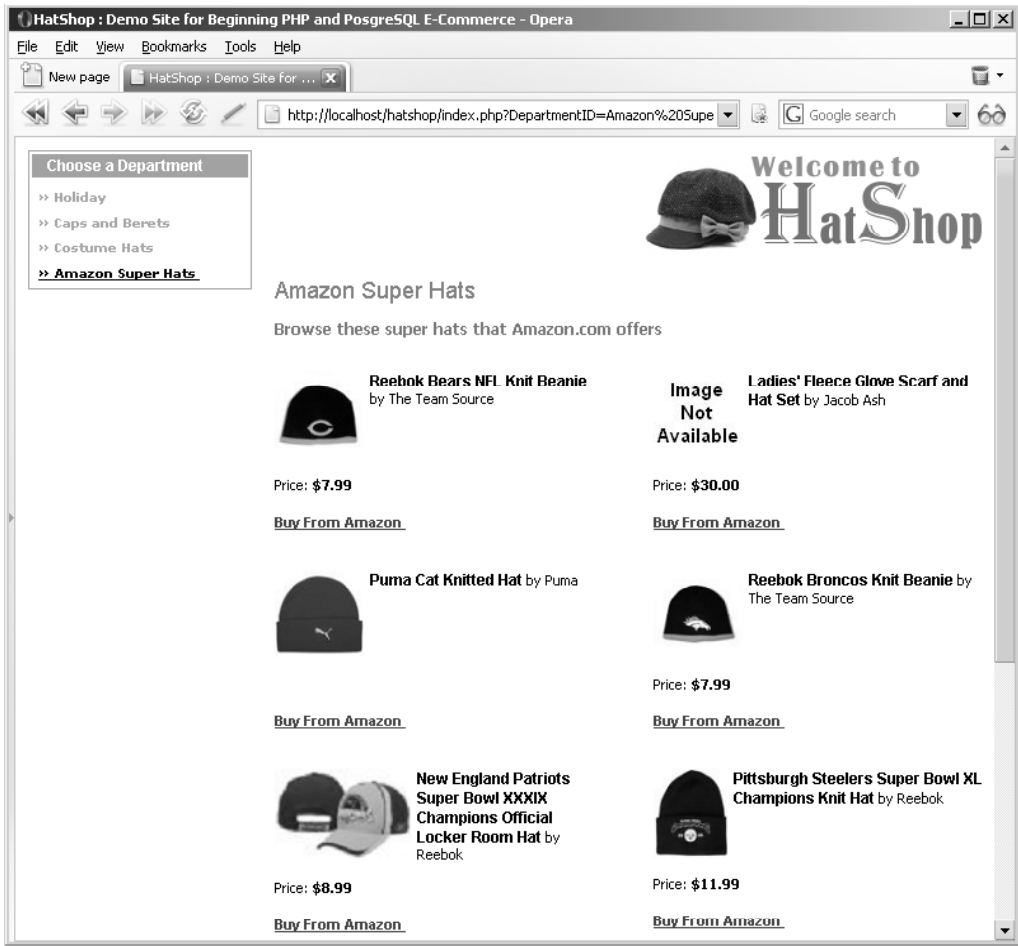 HatShop : Demo Site for Beginning PHP and PosgreSQL E-Commerce - Opera
File Edit View Bookmarks Tools Help
New page
HatShop : Demo Site for ...
http://localhost/hatshop/index.php?DepartmentID=Amazon%20Supe
G Google search
Choose a Department
» Holiday
» Caps and Berets
» Costume Hats
» Amazon Super Hats
Welcome to
HatShop
Amazon Super Hats
Browse these super hats that Amazon.com offers
Reebok Bears NFL Knit Beanie
by The Team Source
Price: $7.99
Buy From Amazon
Image
Not
Available
Ladies' Fleece Glove Scarf and
Hat Set by Jacob Ash
Price: $30.00
Buy From Amazon
Puma Cat Knitted Hat by Puma
Buy From Amazon
Reebok Broncos Knit Beanie by
The Team Source
Price: $7.99
Buy From Amazon
New England Patriots
Super Bowl XXXIX
Champions Official
Locker Room Hat by
Reebok
Price: $8.99
Buy From Amazon
Pittsburgh Steelers Super Bowl XL
Champions Knit Hat by Reebok
Price: $11.99
Buy From Amazon